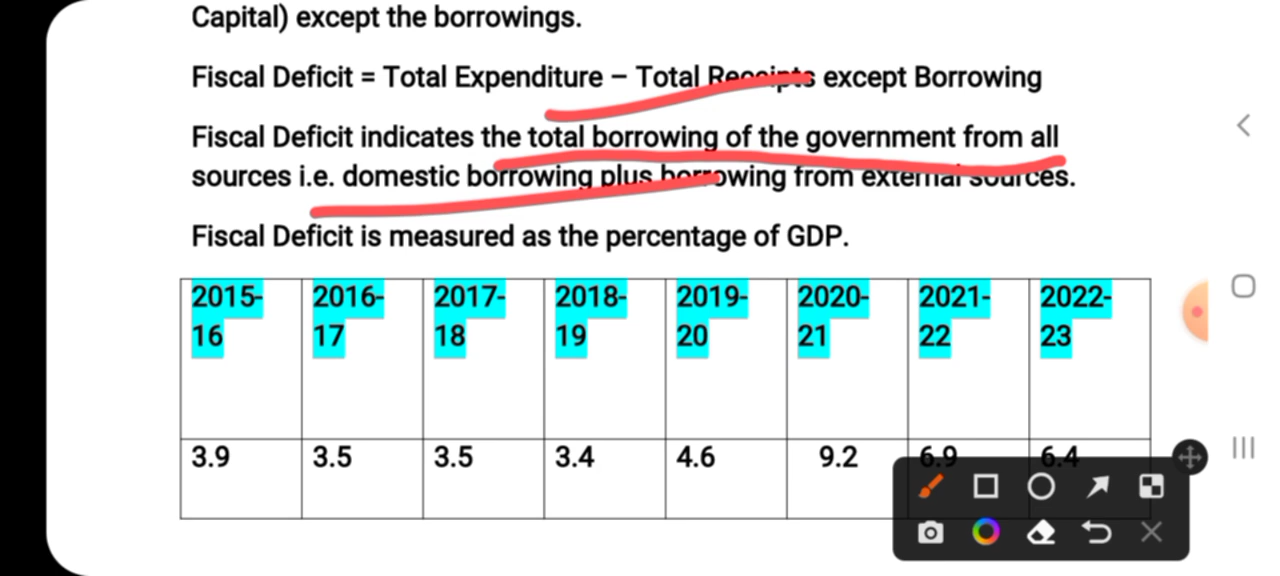 Capital) except the borrowings.
Fiscal Deficit = Total Expenditure – Total Receipts except Borrowing
Fiscal Deficit indicates the total borrowing of the government from all
sources i.e. domestic borrowing plus borrowing from external sources.
Fiscal Deficit is measured as the percentage of GDP.
2015- 2016- 2017- 2018- 2019- 2020- 2021- 2022-
16 17 18 19 20 21 22 23
3.9 3.5 3.5 3.4 4.6 9.2 6.9 6.4